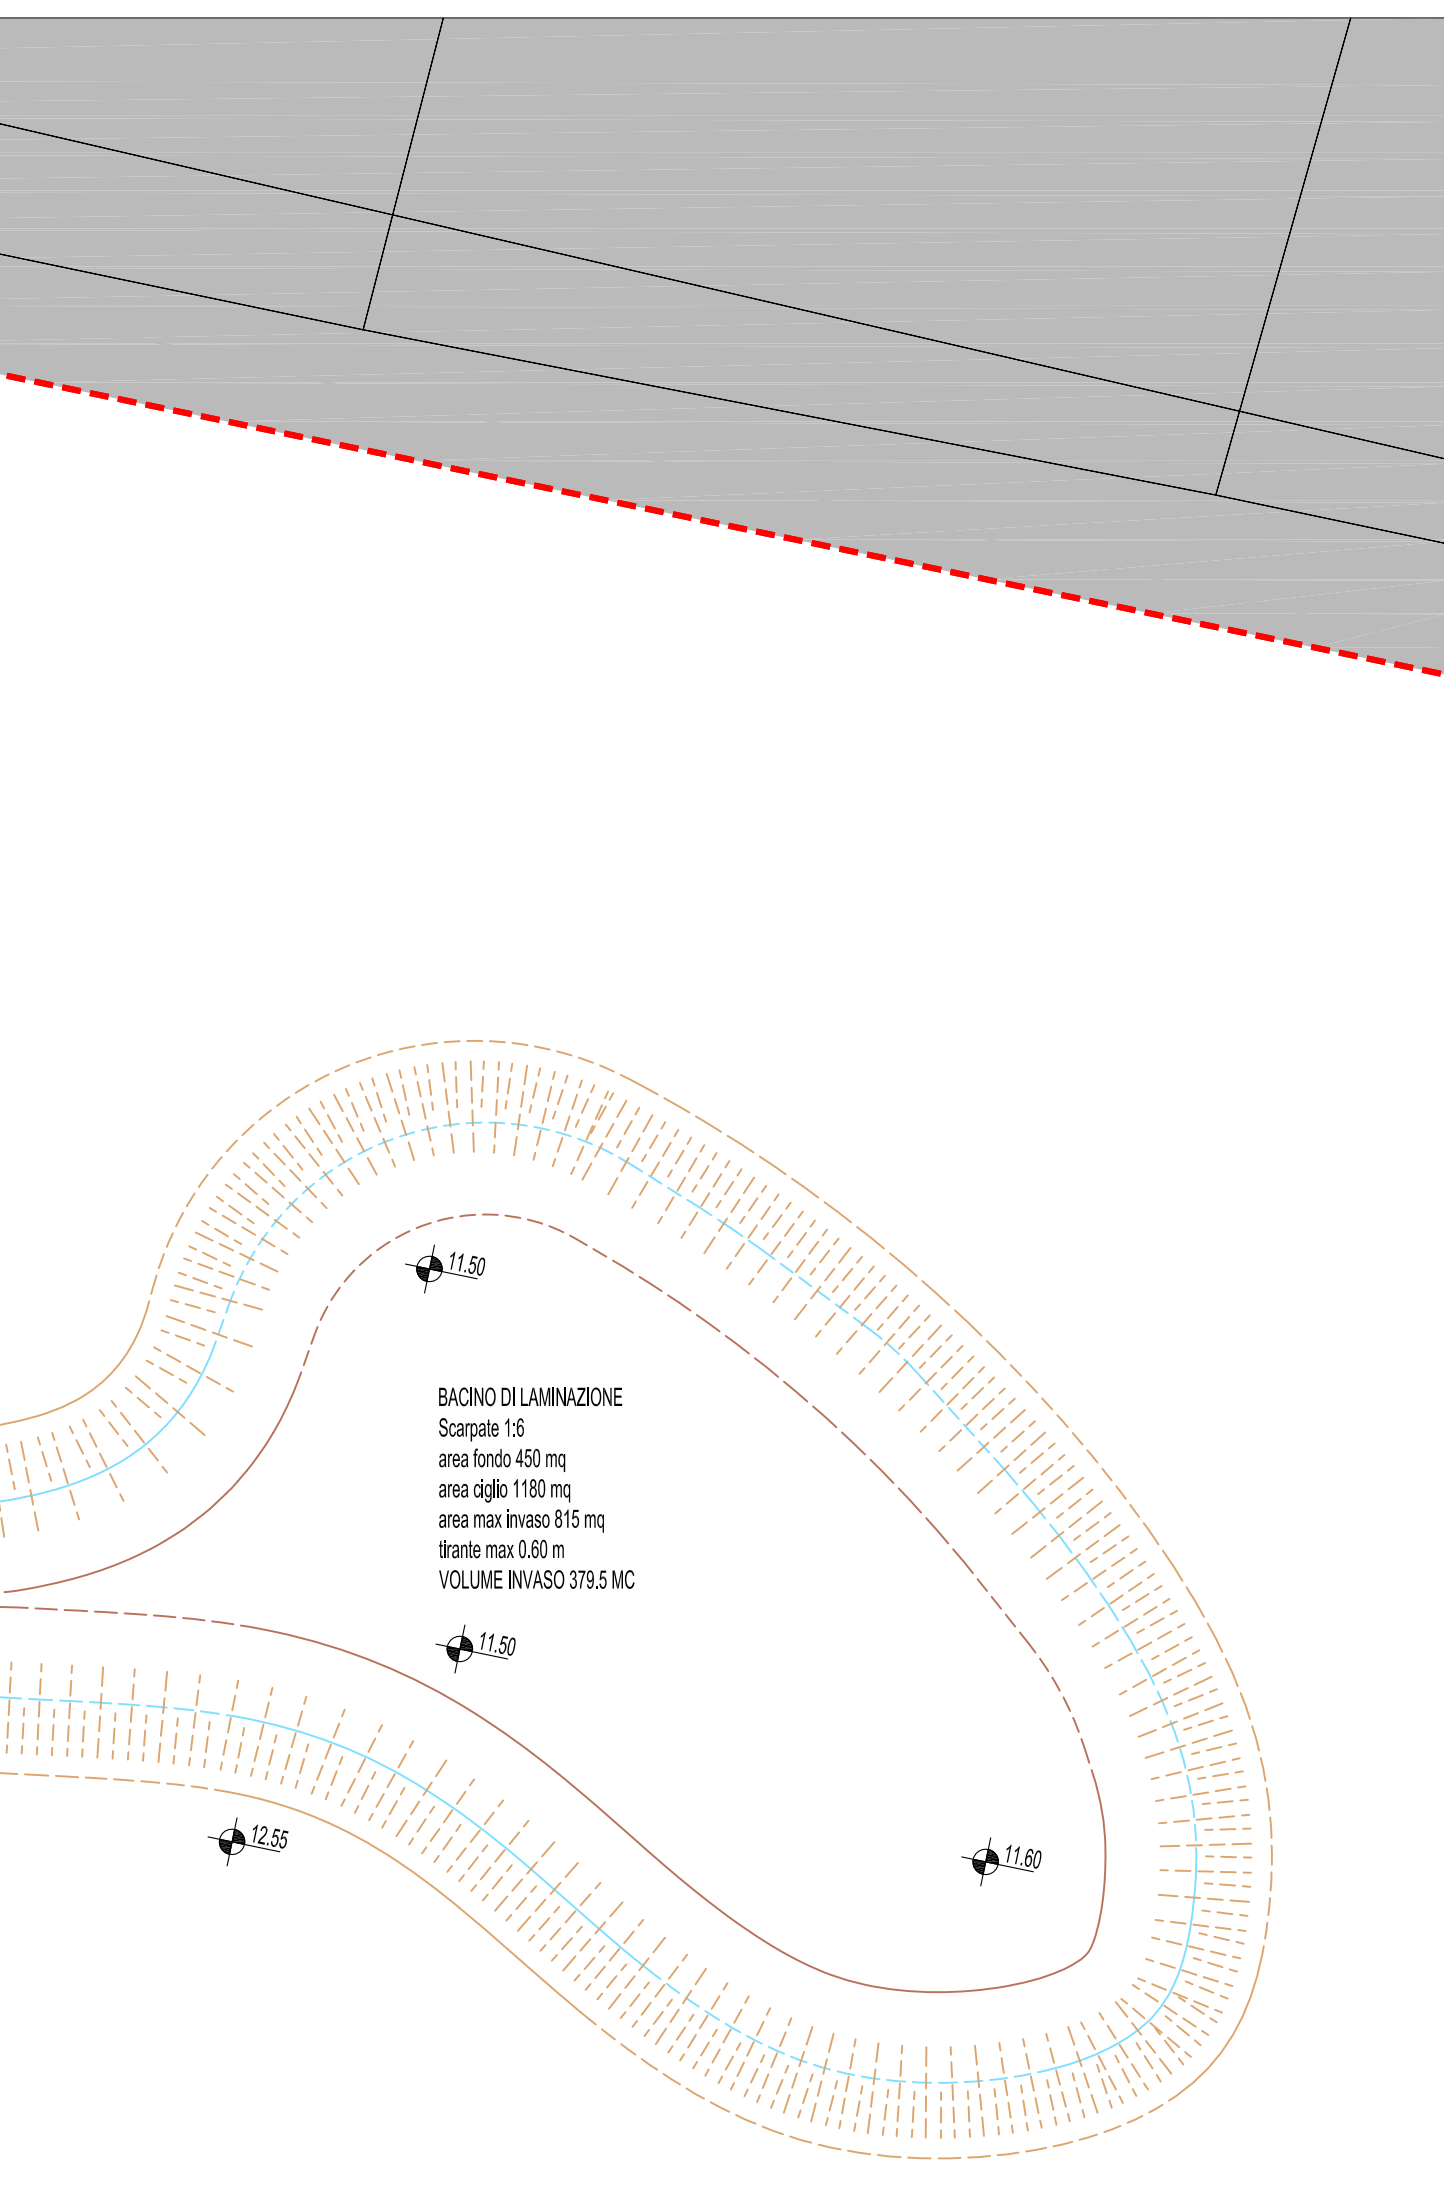 11.50
BACINO DI LAMINAZIONE
Scarpate 1:6
area fondo 450 mq
area ciglio 1180 mq
area max invaso 815 mq
tirante max 0.60 m
VOLUME INVASO 379.5 MC
11.50
12.55
11.60